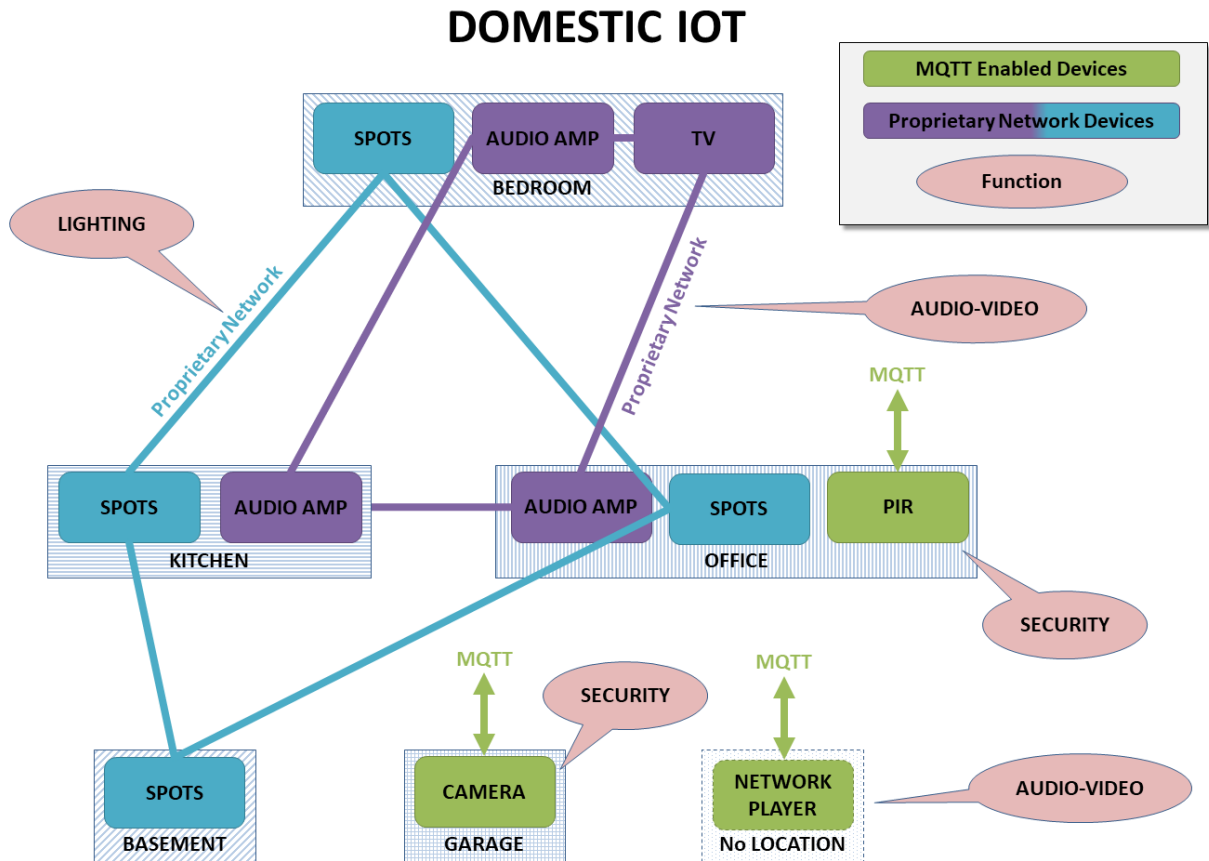 DOMESTIC IOT
MQTT Enabled Devices
Proprietary Network Devices
Function
SPOTS
AUDIO AMP
TV
BEDROOM
LIGHTING
Proprietary Network
Proprietary Network
AUDIO-VIDEO
MQTT
SPOTS
AUDIO AMP
KITCHEN
AUDIO AMP
SPOTS
PIR
OFFICE
SECURITY
MQTT
SECURITY
MQTT
SPOTS
BASEMENT
CAMERA
GARAGE
NETWORK
PLAYER
No LOCATION
AUDIO-VIDEO